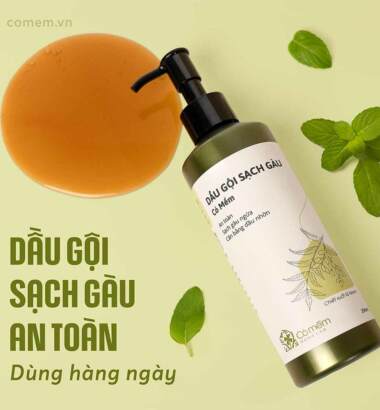 comem.vn
DẦU GỘI SẠCH GÀU
Cỏ Mềm
An toàn
Sạch gàu ngứa
Cân bằng dầu nhờn
DẦU GỘI
SẠCH GÀU
AN TOÀN
Dùng hàng ngày
Cỏ mềm